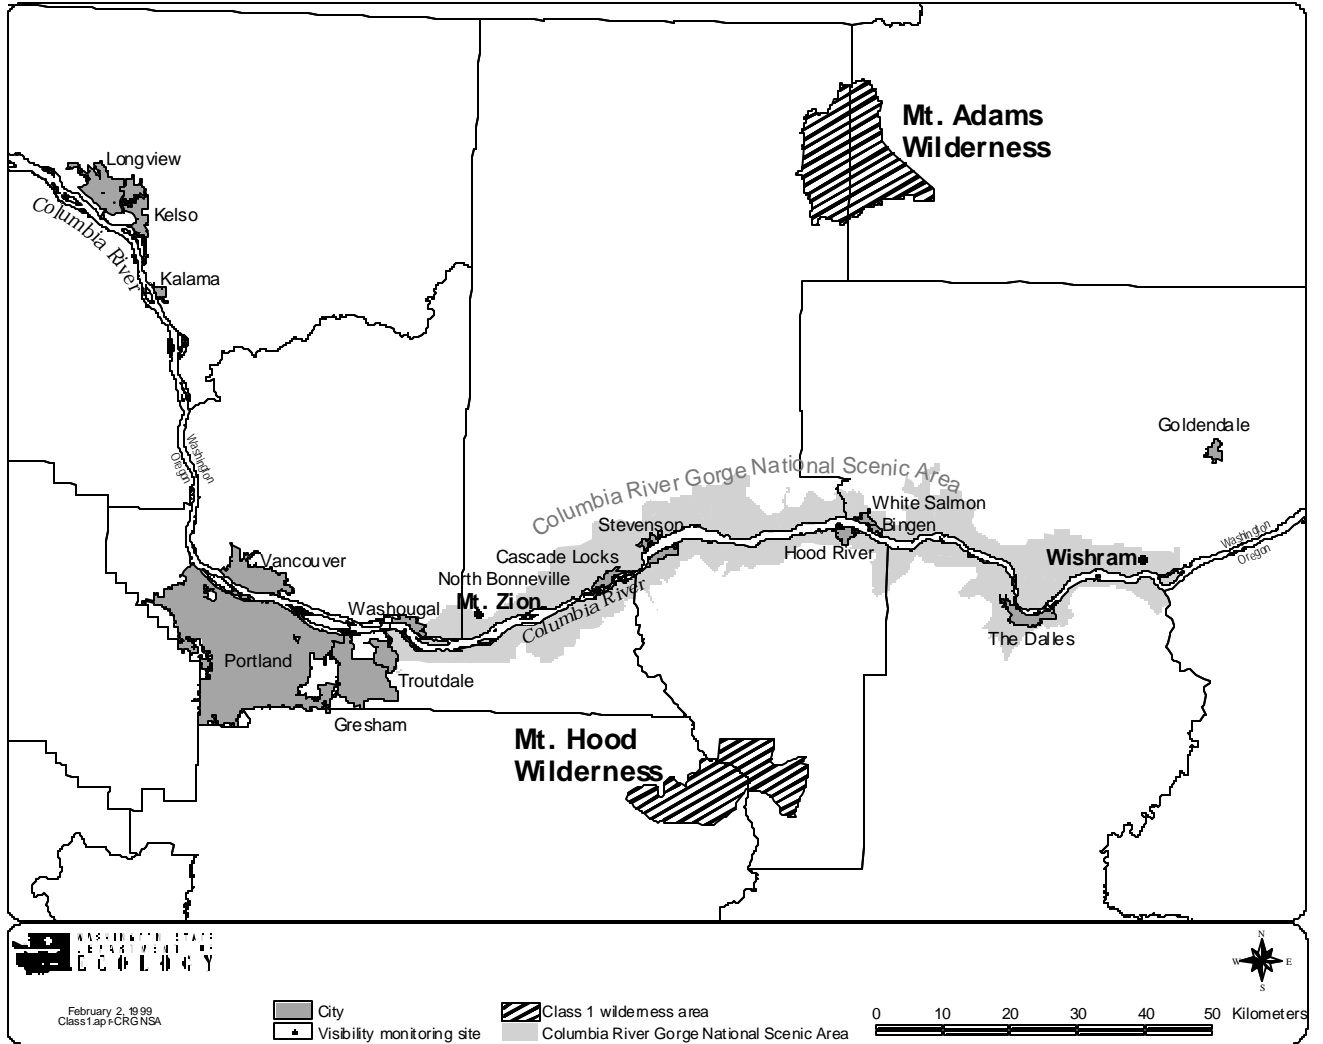 Mt. Adams
Wilderness
Longview
Columbia River
Kelso
Kalama
Washington
Oregon
Goldendale
Columbia River Gorge National Scenic Area
White Salmon
Stevenson
Bingen
Washington
Oregon
Hood River
Cascade Locks
Wishram
Vancouver
North Bonneville
Mt. Zion
Washougal
Columbia River
The Dalles
Portland
Troutdale
Gresham
Mt. Hood
Wilderness
WASHINGTON STATE
DEPARTMENT OF
ECOLOGY
N
W
E
S
February 2, 1999
Class1.apr-CRGNSA
City
Visibility monitoring site
Class 1 wilderness area
Columbia River Gorge National Scenic Area
0 10 20 30 40 50 Kilometers